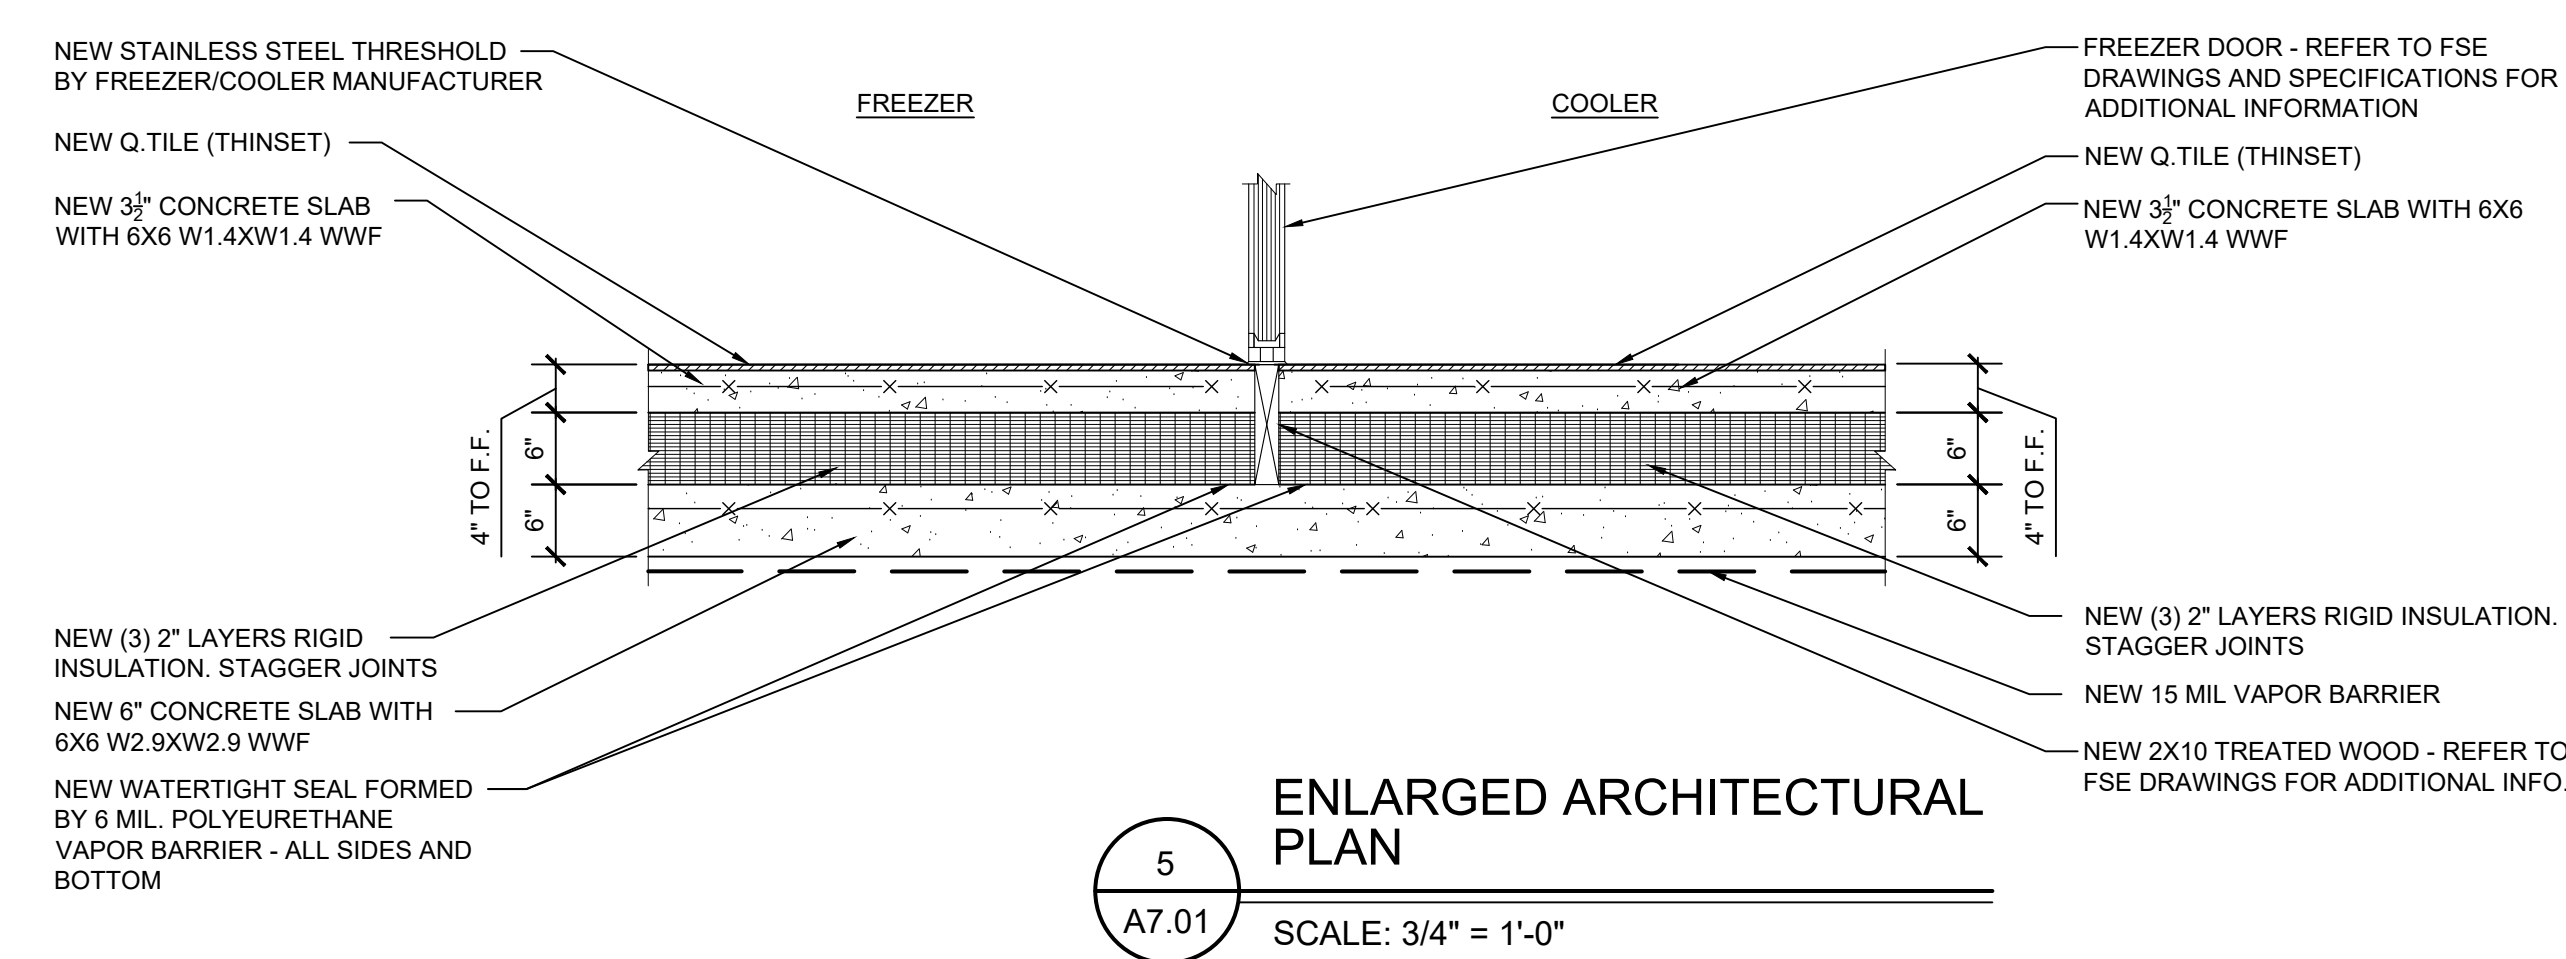 NEW STAINLESS STEEL THRESHOLD
BY FREEZER/COOLER MANUFACTURER
NEW Q.TILE (THINSET)
NEW 3½" CONCRETE SLAB
WITH 6X6 W1.4XW1.4 WWF
FREEZER
COOLER
FREEZER DOOR - REFER TO FSE
DRAWINGS AND SPECIFICATIONS FOR
ADDITIONAL INFORMATION
NEW Q.TILE (THINSET)
NEW 3½" CONCRETE SLAB WITH 6X6
W1.4XW1.4 WWF
4" TO F.F.
6"
6"
6"
6"
4" TO F.F.
NEW (3) 2" LAYERS RIGID
INSULATION. STAGGER JOINTS
NEW 6" CONCRETE SLAB WITH
6X6 W2.9XW2.9 WWF
NEW WATERTIGHT SEAL FORMED
BY 6 MIL. POLYEURETHANE
VAPOR BARRIER - ALL SIDES AND
BOTTOM
NEW (3) 2" LAYERS RIGID INSULATION.
STAGGER JOINTS
NEW 15 MIL VAPOR BARRIER
NEW 2X10 TREATED WOOD - REFER TO
FSE DRAWINGS FOR ADDITIONAL INFO.
5
A7.01
ENLARGED ARCHITECTURAL
PLAN
SCALE: 3/4" = 1'-0"